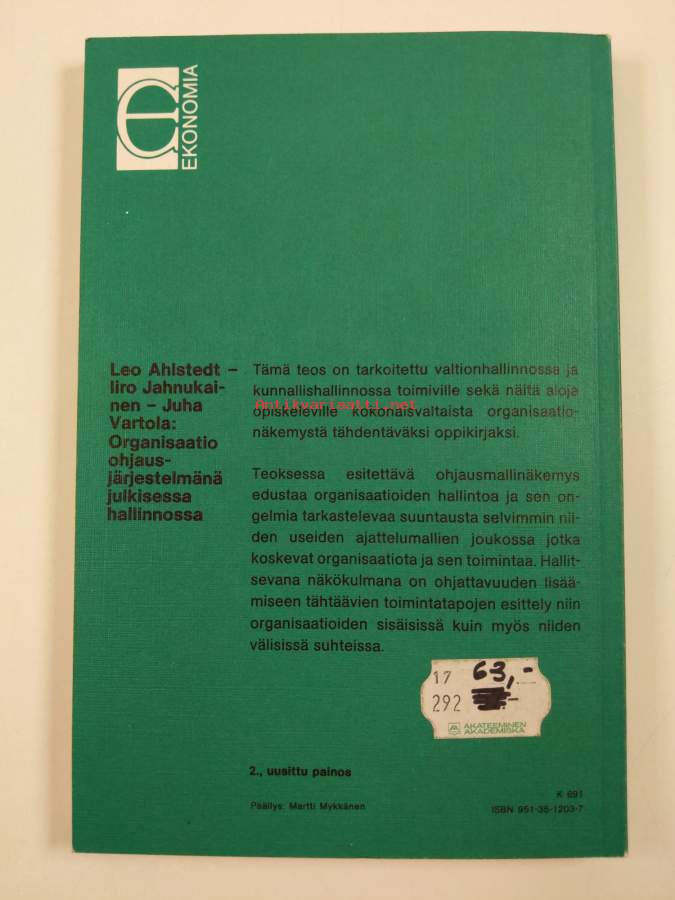 EKONOMIA
Leo Ahlstedt –
Iiro Jahnukai-
nen – Juha
Vartola:
Organisaatio
ohjaus-
järjestelmänä
julkisessa
hallinnossa
Tämä teos on tarkoitettu valtionhallinnossa ja
kunnallishallinnossa toimiville sekä näitä aloja
opiskeleville kokonaisvaltaista organisaatio-
näkemystä tähdentäväksi oppikirjaksi.
Antikvariaatti.net
Teoksessa esitettävä ohjausmallinäkemys
edustaa organisaatioiden hallintoa ja sen on-
gelmia tarkastelevaa suuntausta selvimmin nii-
den useiden ajattelumallien joukossa jotka
koskevat organisaatiota ja sen toimintaa. Hallit-
sevana näkökulmana on ohjattavuuden lisää-
miseen tähtäävien toimintatapojen esittely niin
organisaatioiden sisäisissä kuin myös niiden
välisissä suhteissa.
17 63,-
292
AKATEEMINEN
AKADEMISKA
2., uusittu painos
Päällys: Martti Mykkänen
K 691
ISBN 951-35-1203-7